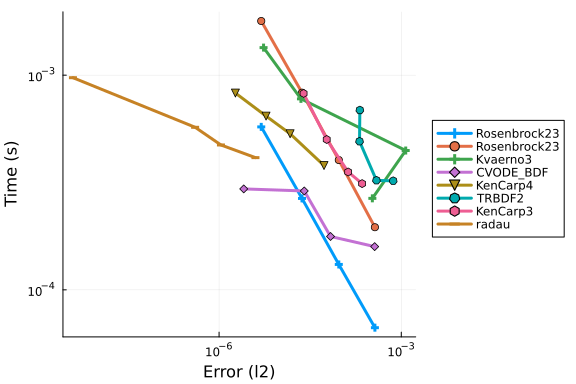 10⁻³
10⁻⁴
Time (s)
10⁻⁶
10⁻³
Error (l2)
Rosenbrock23
Rosenbrock23
Kvaerno3
CVODE_BDF
KenCarp4
TRBDF2
KenCarp3
radau